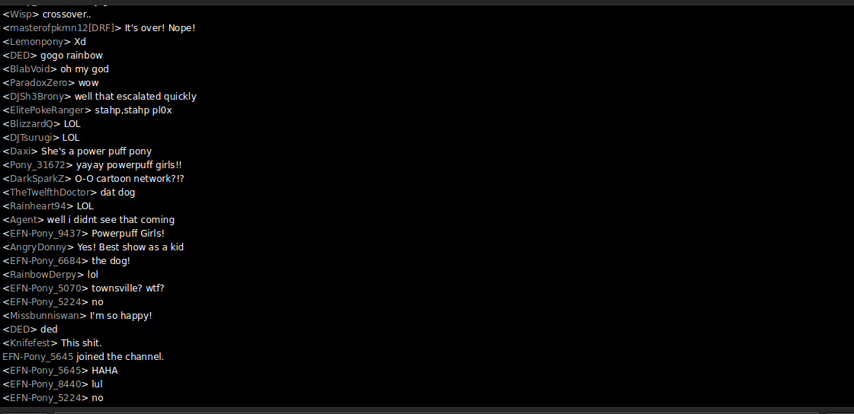 <Wisp> crossover..
<masterofpkmn12[DRF]> It's over! Nope!
<Lemonpony> Xd
<DED> gogo rainbow
<BlabVoid> oh my god
<ParadoxZero> wow
<DJSh3Brony> well that escalated quickly
<ElitePokeRanger> stahp,stahp pl0x
<BlizzardQ> LOL
<DJTsurugi> LOL
<Daxi> She's a power puff pony
<Pony_31672> yayay powerpuff girls!!
<DarkSparkZ> O-O cartoon network?!?
<TheTwelfthDoctor> dat dog
<Rainheart94> LOL
<Agent> well i didnt see that coming
<EFN-Pony_9437> Powerpuff Girls!
<AngryDonny> Yes! Best show as a kid
<EFN-Pony_6684> the dog!
<RainbowDerpy> lol
<EFN-Pony_5070> townsville? wtf?
<EFN-Pony_5224> no
<Missbunniswan> I'm so happy!
<DED> ded
<Knifefest> This shit.
EFN-Pony_5645 joined the channel.
<EFN-Pony_5645> HAHA
<EFN-Pony_8440> lul
<EFN-Pony_5224> no